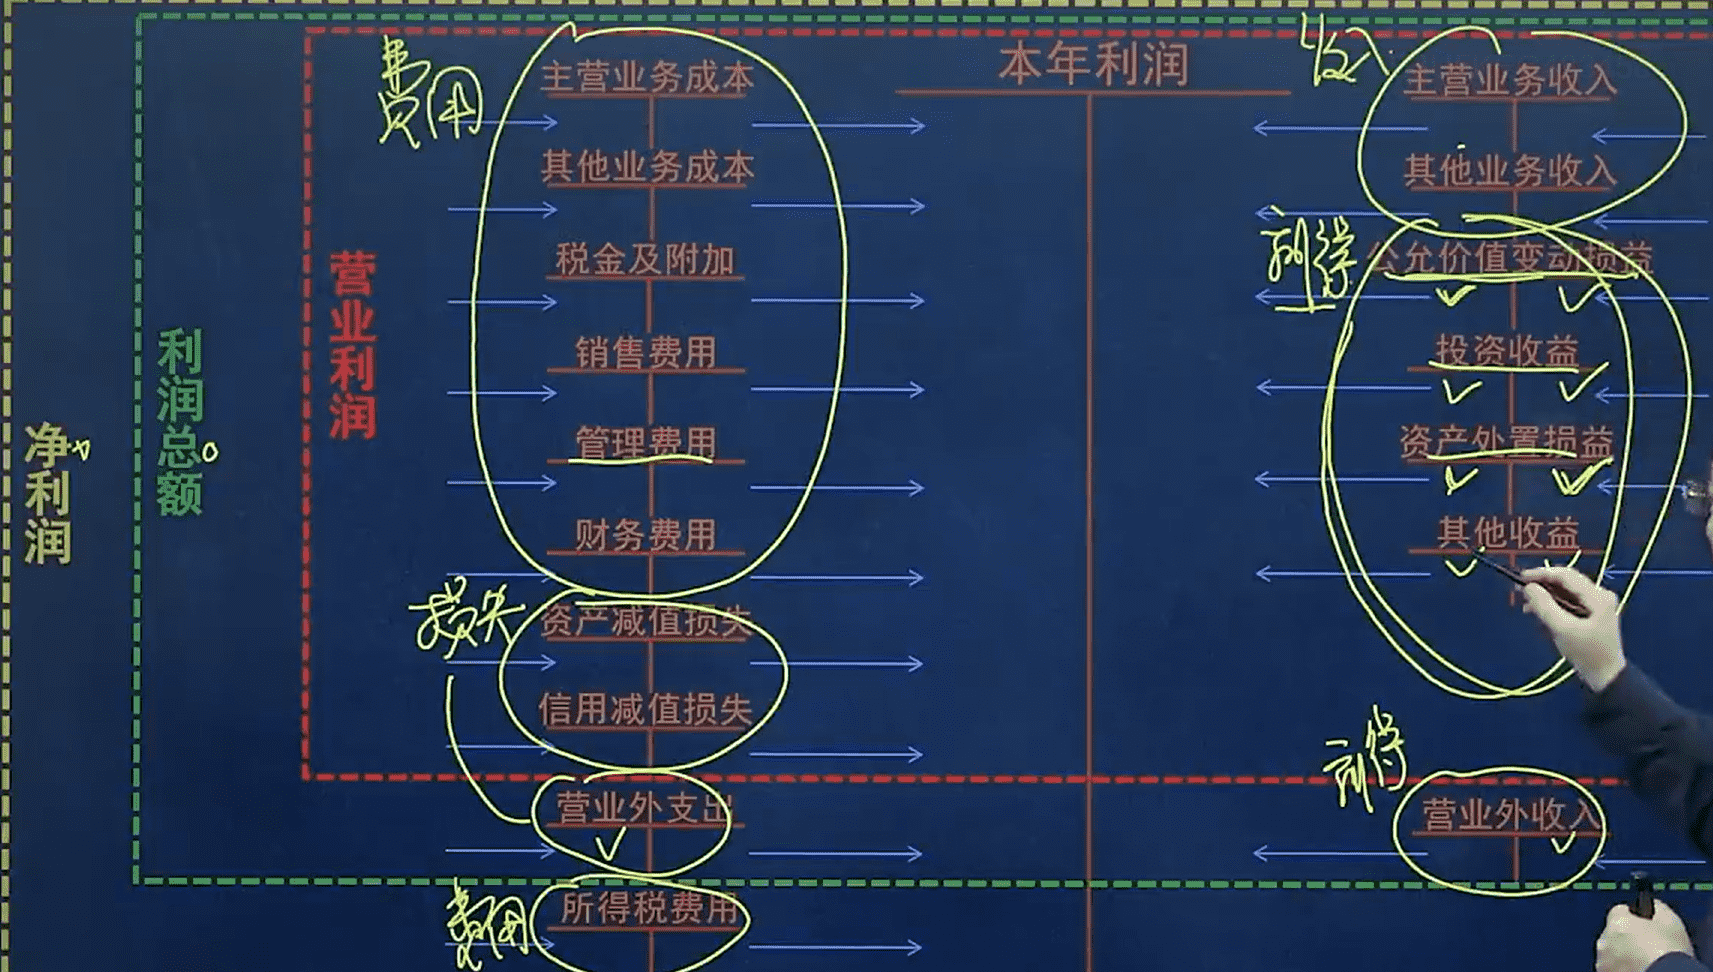 费用
主营业务成本
其他业务成本
税金及附加
销售费用
管理费用
财务费用
损失
资产减值损失
信用减值损失
营业外支出
费用
所得税费用
本年利润
收入
主营业务收入
其他业务收入
利得
公允价值变动损益
投资收益
资产处置损益
其他收益
利得
营业外收入
营业利润
利润总额
净利润